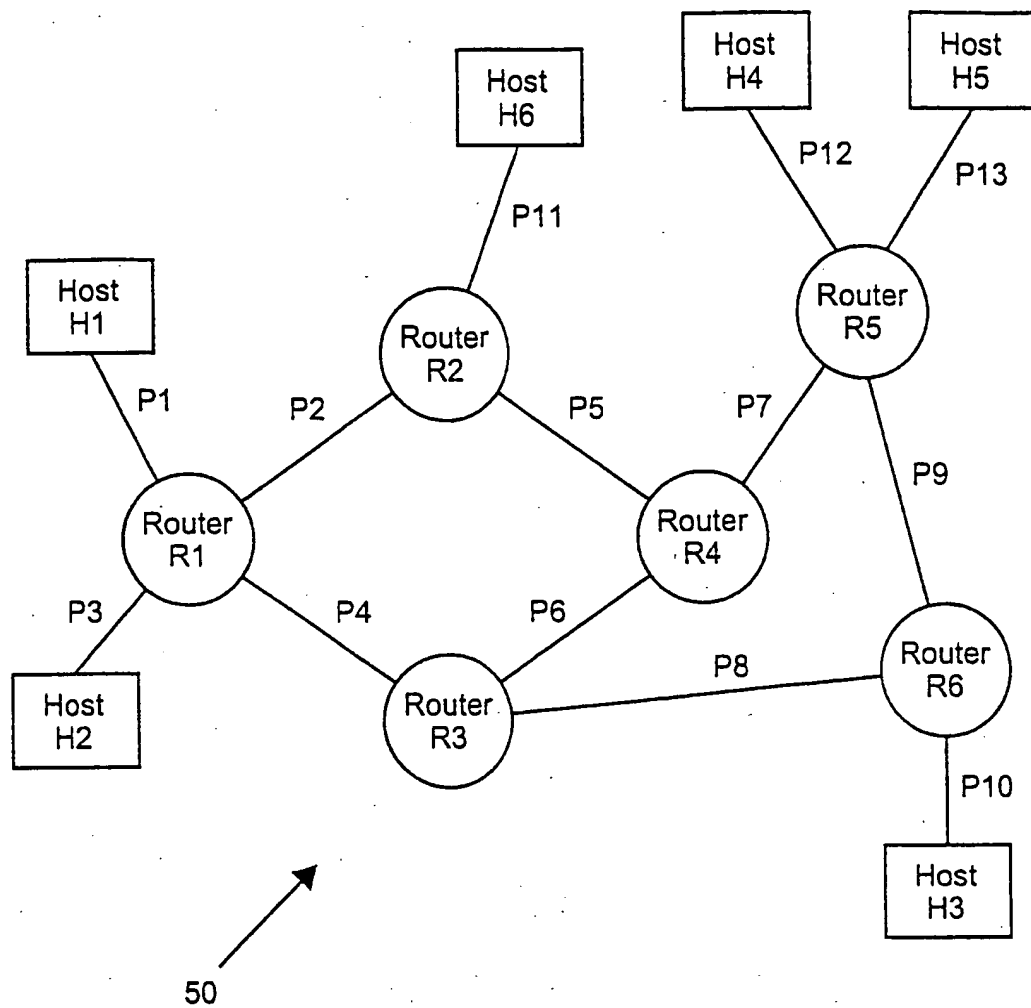 Host
H4
Host
H5
Host
H6
P12
P13
P11
Host
H1
Router
R5
Router
R2
P1
P2
P5
P7
P9
Router
R1
Router
R4
P3
P4
P6
Router
R6
P8
Host
H2
Router
R3
P10
Host
H3
50